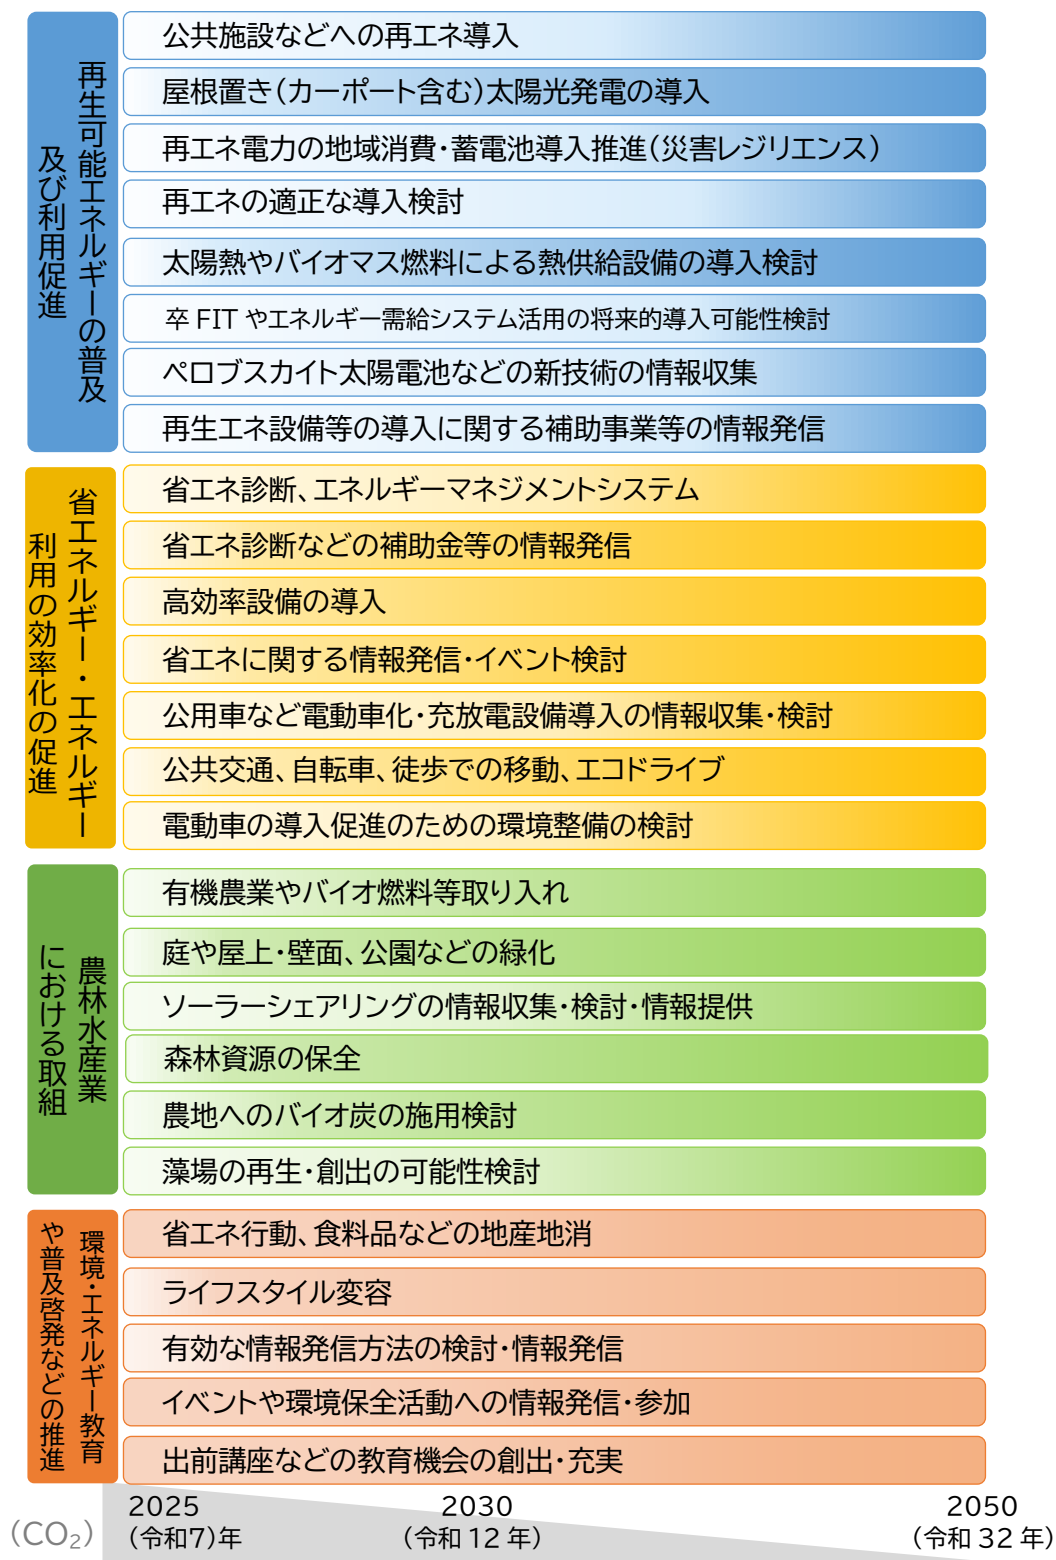 再生可能エネルギーの普及
及び利用促進
公共施設などへの再エネ導入
屋根置き(カーポート含む)太陽光発電の導入
再エネ電力の地域消費・蓄電池導入推進(災害レジリエンス)
再エネの適正な導入検討
太陽熱やバイオマス燃料による熱供給設備の導入検討
卒 FIT やエネルギー需給システム活用の将来的導入可能性検討
ペロブスカイト太陽電池などの新技術の情報収集
再生エネ設備等の導入に関する補助事業等の情報発信
省エネルギー・エネルギー
利用の効率化の促進
省エネ診断、エネルギーマネジメントシステム
省エネ診断などの補助金等の情報発信
高効率設備の導入
省エネに関する情報発信・イベント検討
公用車など電動車化・充放電設備導入の情報収集・検討
公共交通、自転車、徒歩での移動、エコドライブ
電動車の導入促進のための環境整備の検討
農林水産業
における取組
有機農業やバイオ燃料等取り入れ
庭や屋上・壁面、公園などの緑化
ソーラーシェアリングの情報収集・検討・情報提供
森林資源の保全
農地へのバイオ炭の施用検討
藻場の再生・創出の可能性検討
環境・エネルギー教育
や普及啓発などの推進
省エネ行動、食料品などの地産地消
ライフスタイル変容
有効な情報発信方法の検討・情報発信
イベントや環境保全活動への情報発信・参加
出前講座などの教育機会の創出・充実
(CO₂)
2025
(令和7)年
2030
(令和 12 年)
2050
(令和 32 年)